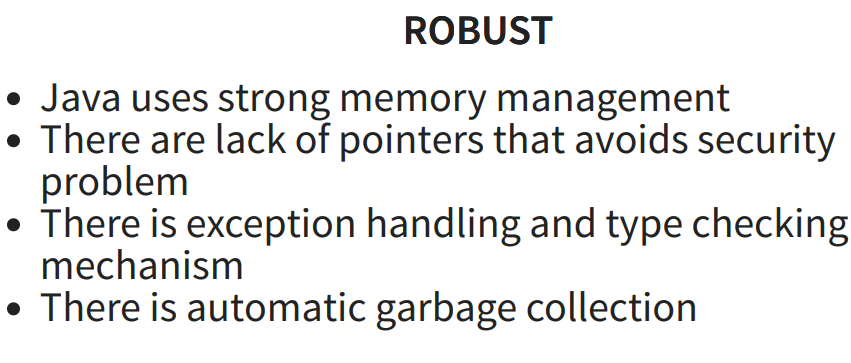 ROBUST
• Java uses strong memory management
• There are lack of pointers that avoids security
problem
• There is exception handling and type checking
mechanism
• There is automatic garbage collection